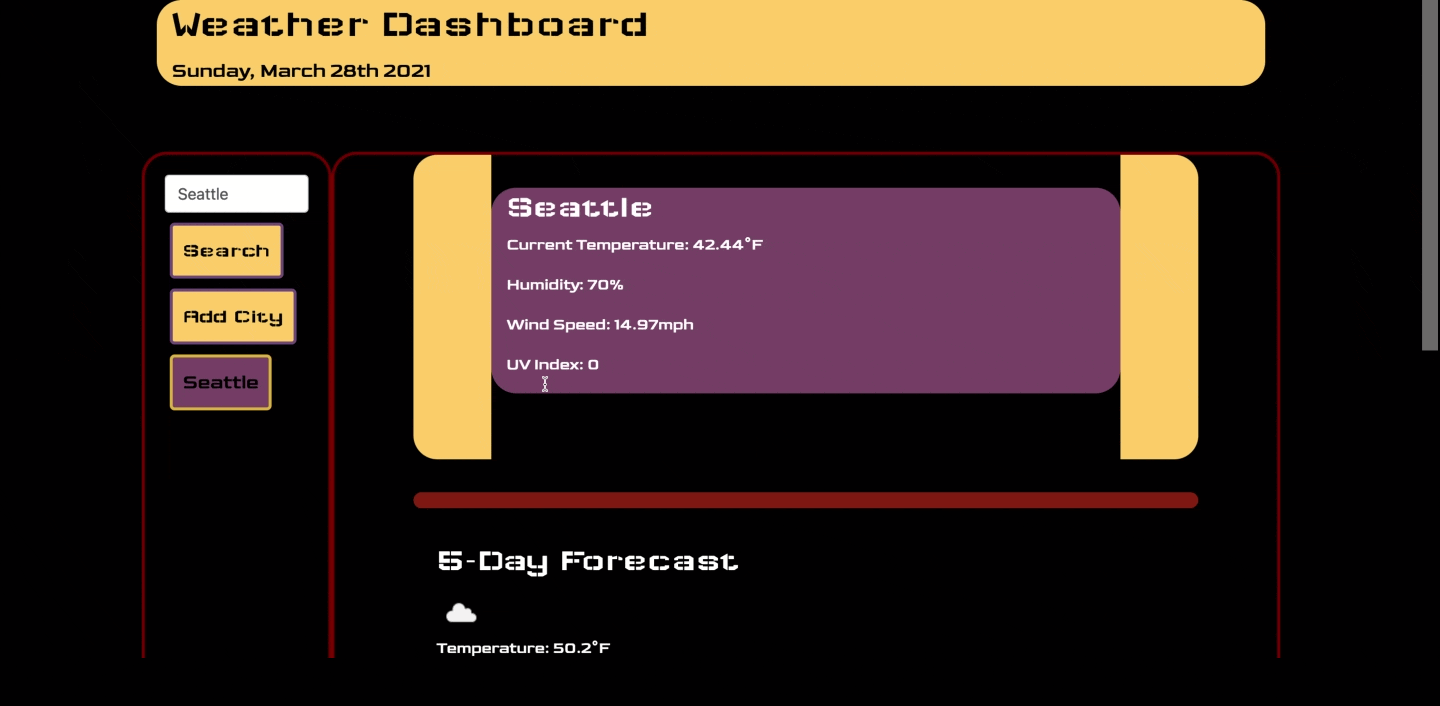 Weather Dashboard
Sunday, March 28th 2021
Seattle
Search
Add City
Seattle
Seattle
Current Temperature: 42.44°F
Humidity: 70%
Wind Speed: 14.97mph
UV Index: 0
5-Day Forecast
Temperature: 50.2°F